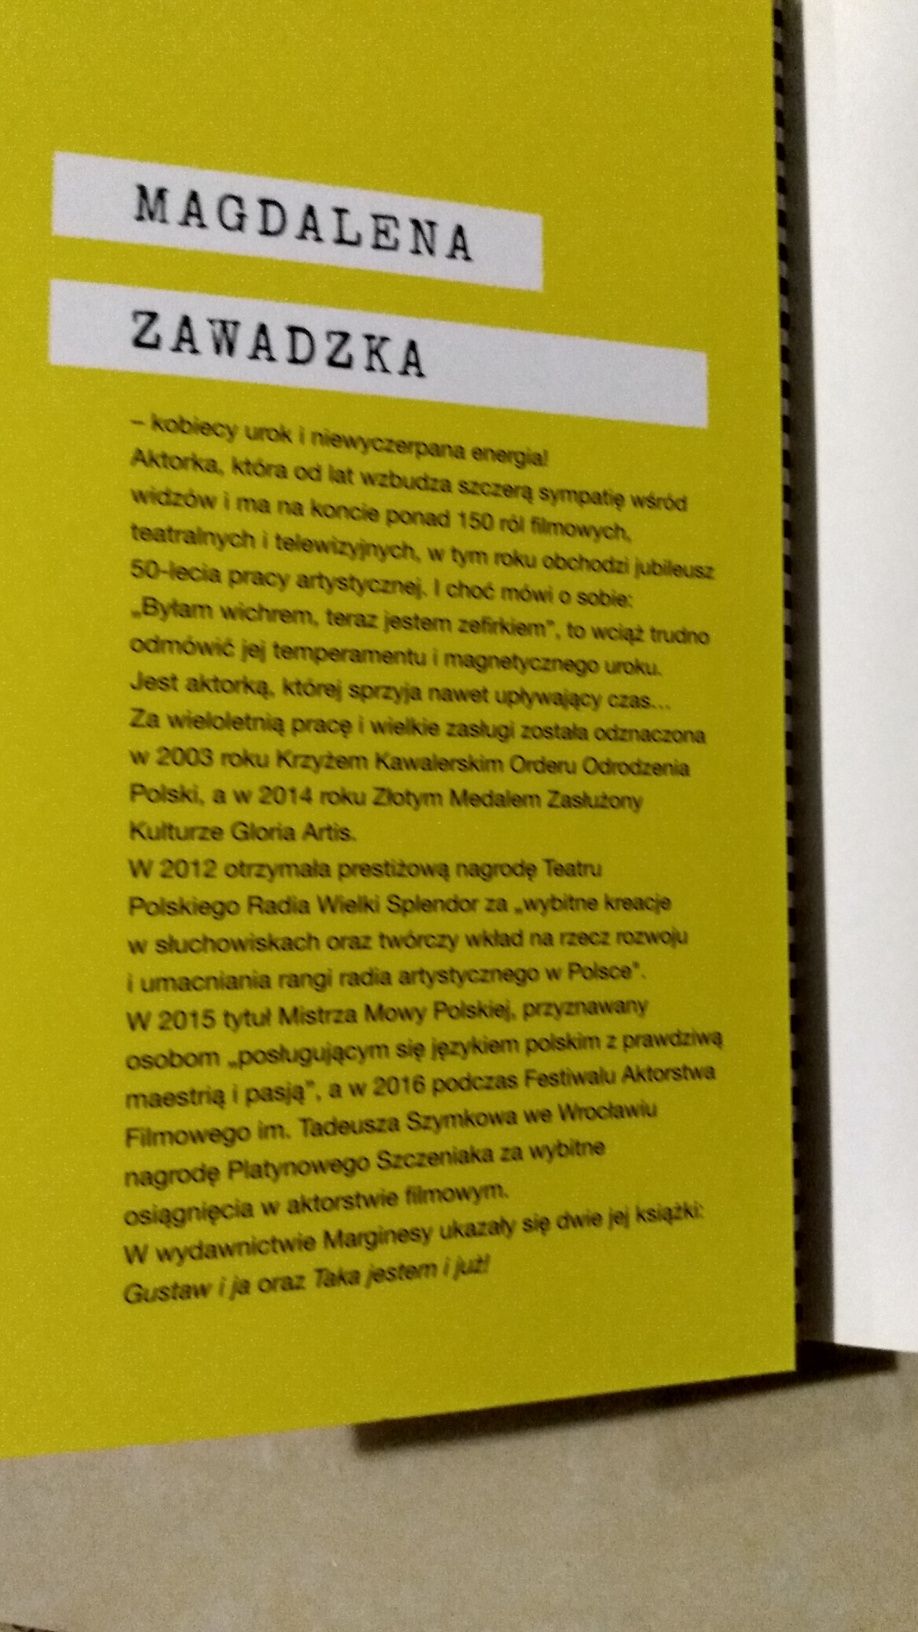 MAGDALENA
ZAWADZKA
– kobiecy urok i niewyczerpana energia!
Aktorka, która od lat wzbudza szczerą sympatię wśród
widzów i ma na koncie ponad 150 ról filmowych,
teatralnych i telewizyjnych, w tym roku obchodzi jubileusz
50-lecia pracy artystycznej. I choć mówi o sobie:
„Byłam wichrem, teraz jestem zefirkiem”, to wciąż trudno
odmówić jej temperamentu i magnetycznego uroku.
Jest aktorką, której sprzyja nawet upływający czas...
Za wieloletnią pracę i wielkie zasługi została odznaczona
w 2003 roku Krzyżem Kawalerskim Orderu Odrodzenia
Polski, a w 2014 roku Złotym Medalem Zasłużony
Kulturze Gloria Artis.
W 2012 otrzymała prestiżową nagrodę Teatru
Polskiego Radia Wielki Splendor za „wybitne kreacje
w słuchowiskach oraz twórczy wkład na rzecz rozwoju
i umacniania rangi radia artystycznego w Polsce”.
W 2015 tytuł Mistrza Mowy Polskiej, przyznawany
osobom „posługującym się językiem polskim z prawdziwą
maestrią i pasją”, a w 2016 podczas Festiwalu Aktorstwa
Filmowego im. Tadeusza Szymkowa we Wrocławiu
nagrodę Platynowego Szczeniaka za wybitne
osiągnięcia w aktorstwie filmowym.
W wydawnictwie Marginesy ukazały się dwie jej książki:
Gustaw i ja oraz Taka jestem i już!